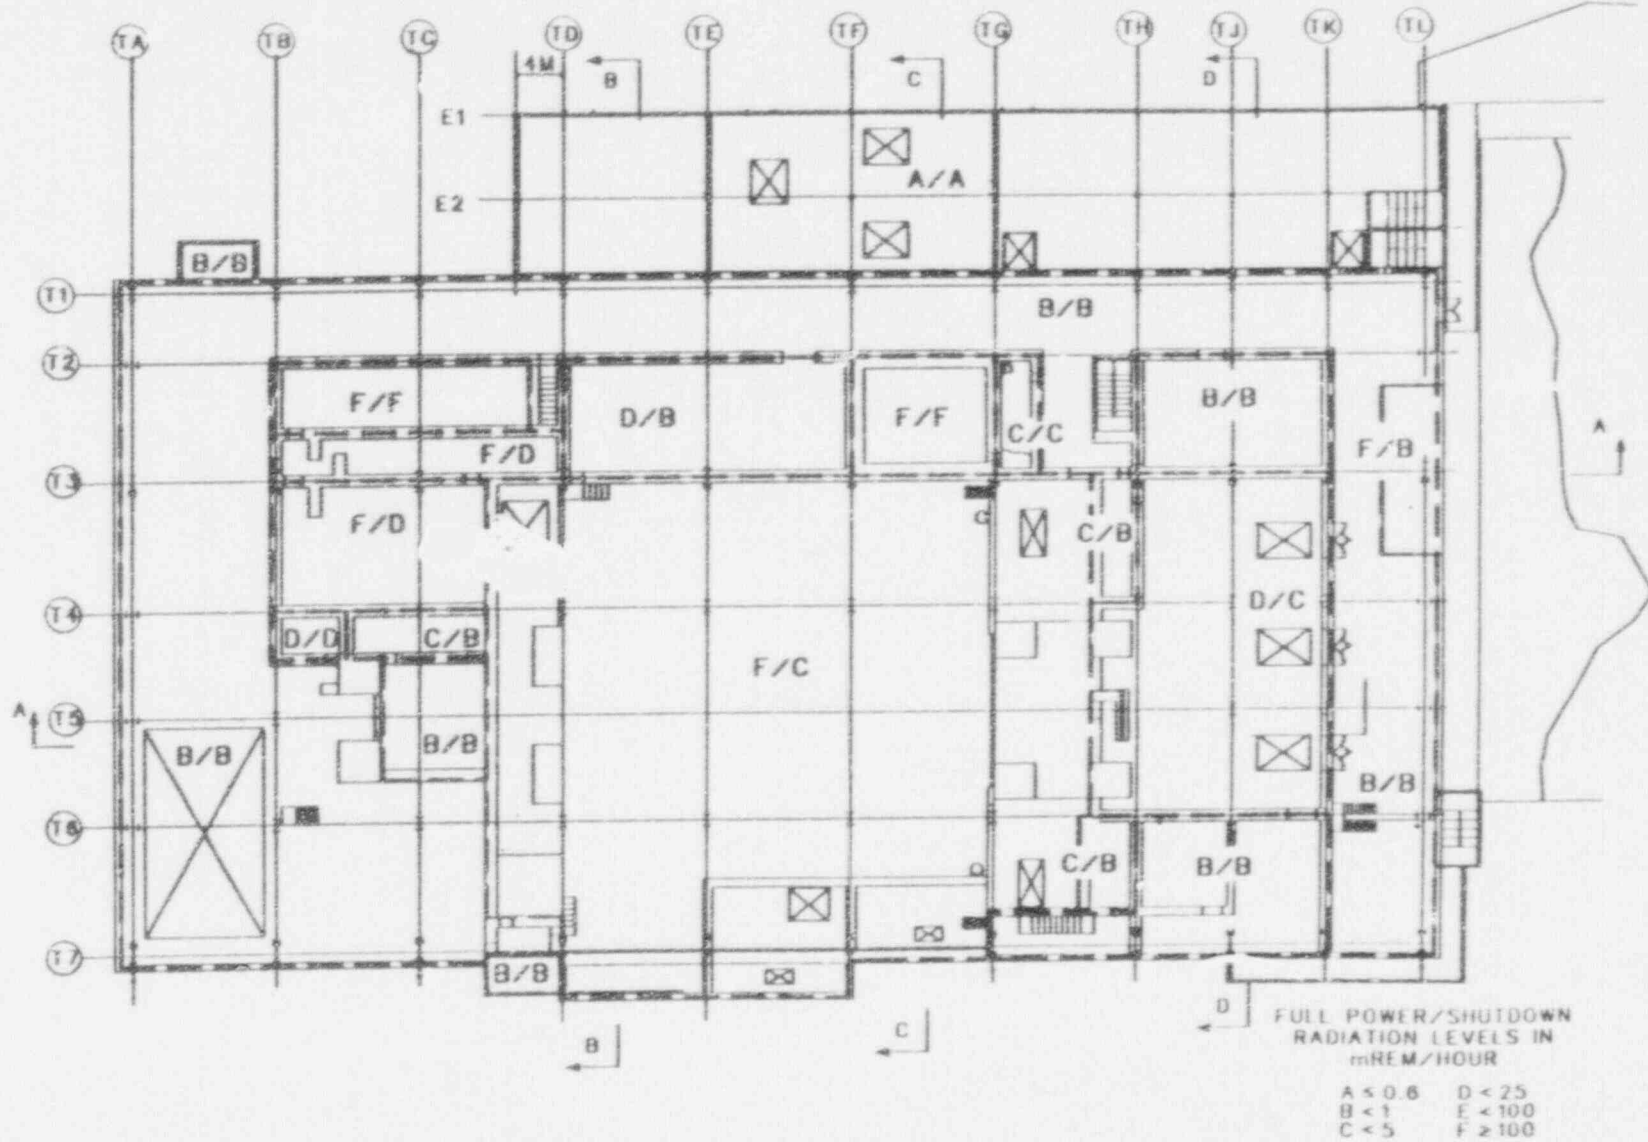 TA TB TC TD TE TF TG TH TJ TK TL
4M B C D
E1
A/A
E2
B/B
T1
B/B
T2
F/F D/B F/F B/B
C/C
F/D F/B A
T3
F/D C/B
D/C
T4
D/D C/B
F/C
A T5
B/B B/B
B/B
T6
C/B B/B
T7
B/B
B C D
FULL POWER/SHUTDOWN
RADIATION LEVELS IN
mREM/HOUR
A ≤ 0.6 D < 25
B < 1 E < 100
C < 5 F ≥ 100